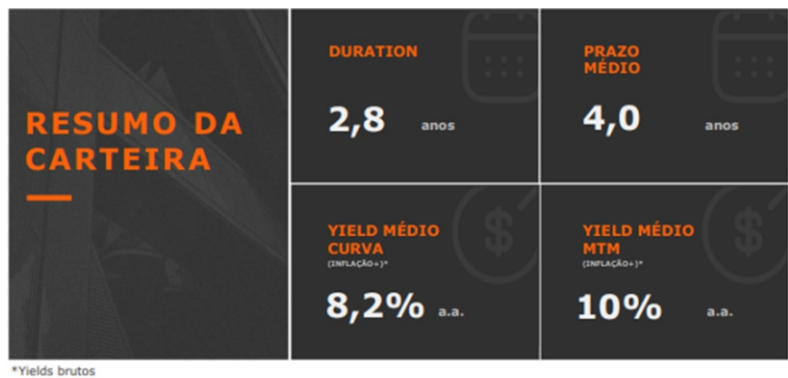 RESUMO DA
CARTEIRA
DURATION
2,8 anos
PRAZO
MÉDIO
4,0 anos
YIELD MÉDIO
CURVA
(INFLAÇÃO+)*
8,2% a.a.
YIELD MÉDIO
MTM
(INFLAÇÃO+)*
10% a.a.
*Yields brutos